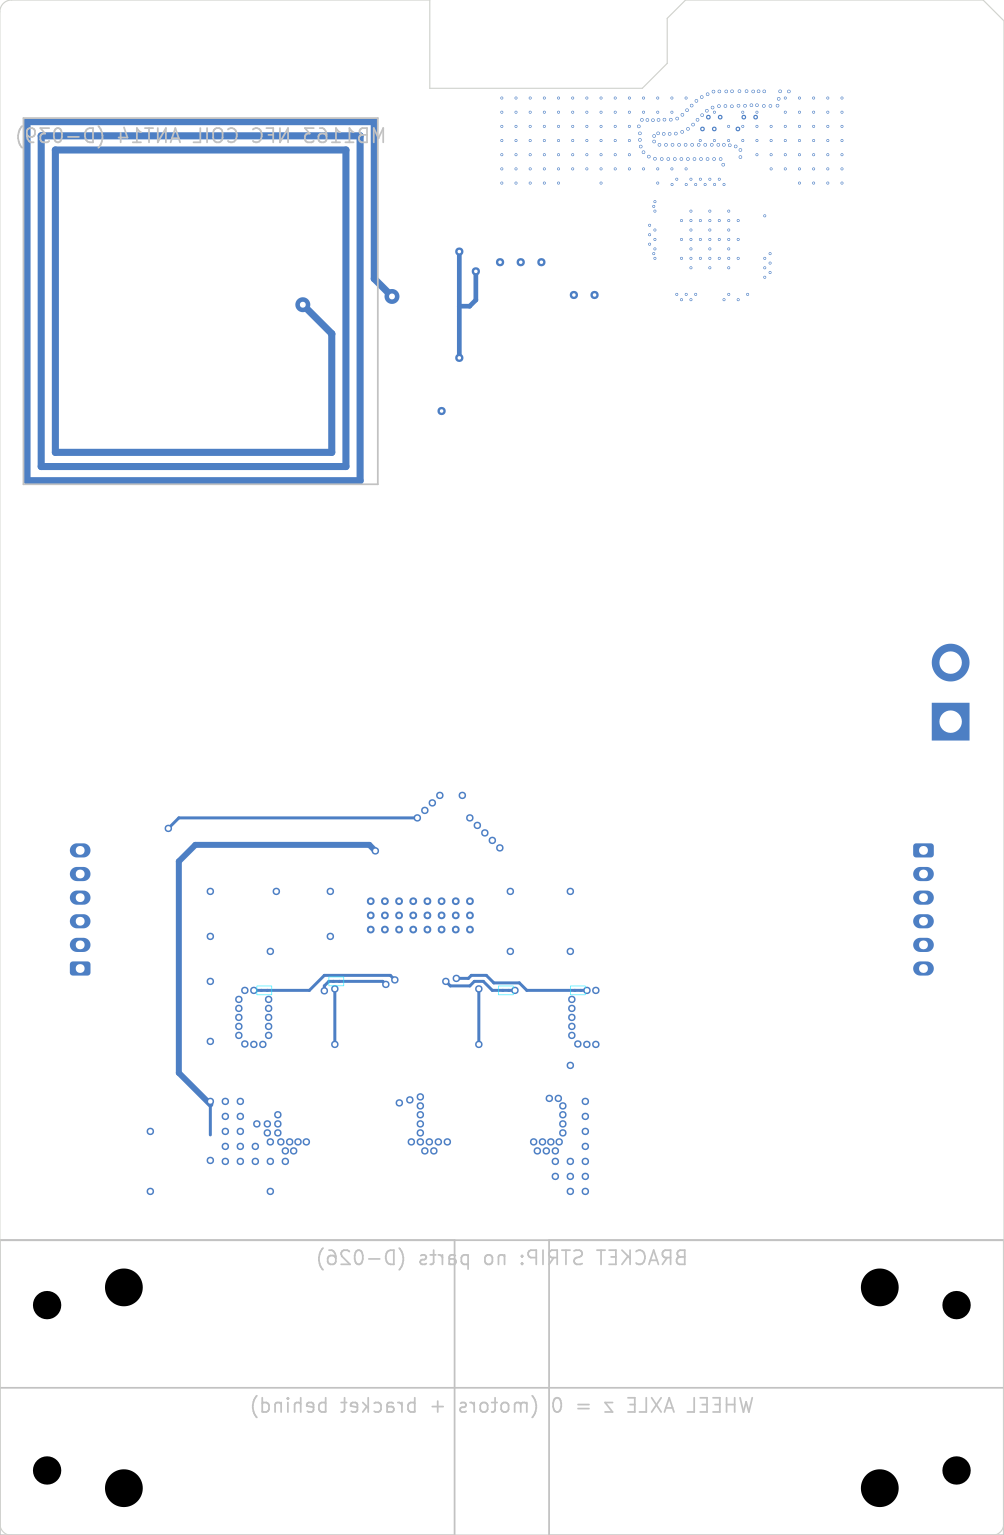 MB1163 NFC COIL ANT14 (D-039)
BRACKET STRIP: no parts (D-026)
WHEEL AXLE z = 0 (motors + bracket behind)